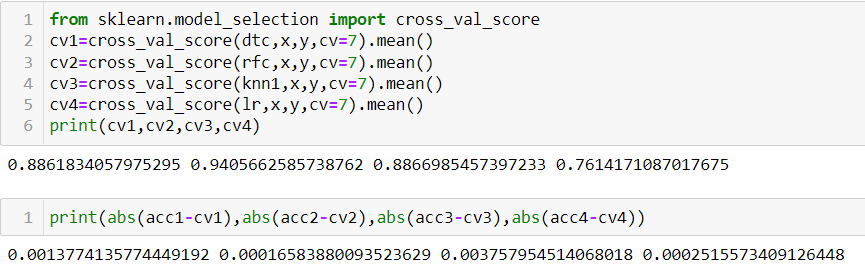 1 from sklearn.model_selection import cross_val_score
2 cv1=cross_val_score(dtc,x,y,cv=7).mean()
3 cv2=cross_val_score(rfc,x,y,cv=7).mean()
4 cv3=cross_val_score(knn1,x,y,cv=7).mean()
5 cv4=cross_val_score(lr,x,y,cv=7).mean()
6 print(cv1,cv2,cv3,cv4)
0.8861834057975295 0.9405662585738762 0.8866985457397233 0.7614171087017675
1 print(abs(acc1-cv1),abs(acc2-cv2),abs(acc3-cv3),abs(acc4-cv4))
0.0013774135774449192 0.00016583880093523629 0.003757954514068018 0.0002515573409126448